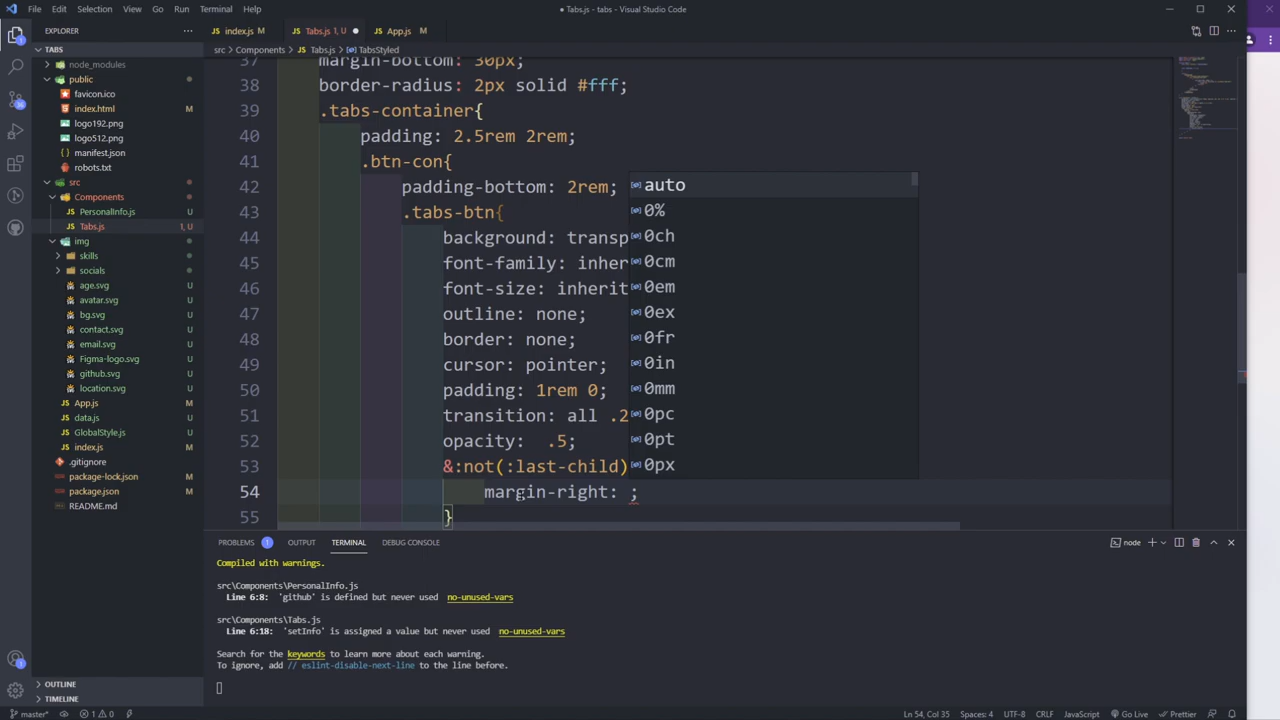 File Edit Selection View Go Run Terminal Help
● Tabs.js - tabs - Visual Studio Code
EXPLORER
TABS
node_modules
public
favicon.ico
index.html M
logo192.png
logo512.png
manifest.json
robots.txt
src
Components
PersonalInfo.js U
Tabs.js 1, U
img
skills
socials
age.svg U
avatar.svg U
bg.svg U
contact.svg U
email.svg U
Figma-logo.svg U
github.svg U
location.svg U
App.js M
data.js U
GlobalStyle.js U
index.js M
.gitignore
package-lock.json M
package.json M
README.md
OUTLINE
TIMELINE
index.js M Tabs.js 1, U ● App.js M
src > Components > Tabs.js > TabsStyled
37 margin-bottom: 30px;
38 border-radius: 2px solid #fff;
39 .tabs-container{
40 padding: 2.5rem 2rem;
41 .btn-con{
42 padding-bottom: 2rem;
43 .tabs-btn{
44 background: transp
45 font-family: inher
46 font-size: inherit
47 outline: none;
48 border: none;
49 cursor: pointer;
50 padding: 1rem 0;
51 transition: all .2
52 opacity: .5;
53 &:not(:last-child)
54 margin-right: ;
55 }
auto
0%
0ch
0cm
0em
0ex
0fr
0in
0mm
0pc
0pt
0px
PROBLEMS 1 OUTPUT TERMINAL DEBUG CONSOLE
node
Compiled with warnings.
src\Components\PersonalInfo.js
Line 6:8: 'github' is defined but never used no-unused-vars
src\Components\Tabs.js
Line 6:18: 'setInfo' is assigned a value but never used no-unused-vars
Search for the keywords to learn more about each warning.
To ignore, add // eslint-disable-next-line to the line before.
master* 1 0 Ln 54, Col 35 Spaces: 4 UTF-8 CRLF JavaScript Go Live Prettier